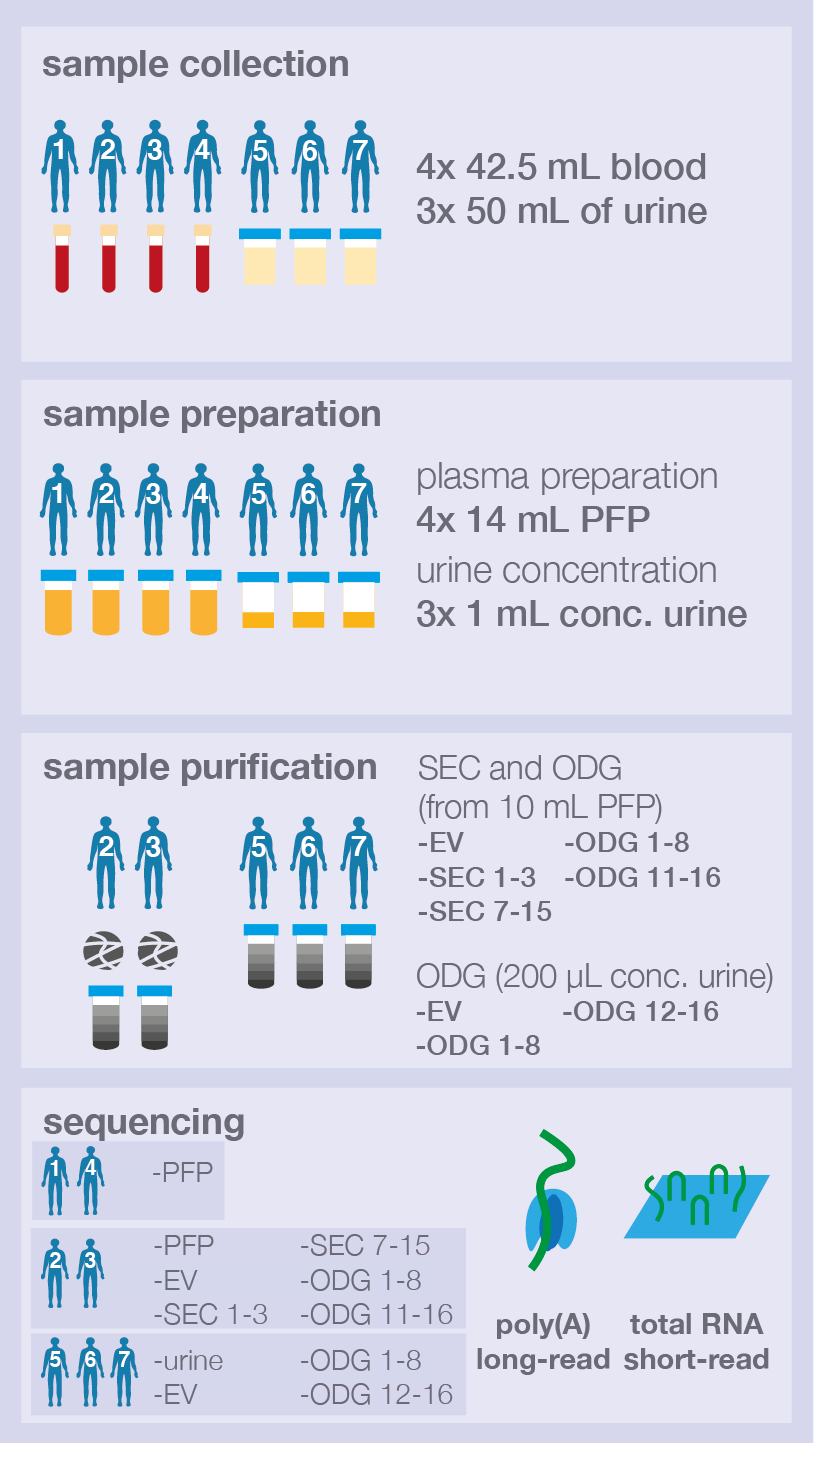 sample collection
1 2 3 4 5 6 7
4x 42.5 mL blood
3x 50 mL of urine
sample preparation
1 2 3 4 5 6 7
plasma preparation
4x 14 mL PFP
urine concentration
3x 1 mL conc. urine
sample purification
2 3 5 6 7
SEC and ODG
(from 10 mL PFP)
-EV -ODG 1-8
-SEC 1-3 -ODG 11-16
-SEC 7-15
ODG (200 µL conc. urine)
-EV -ODG 12-16
-ODG 1-8
sequencing
1 4 -PFP
2 3
-PFP -SEC 7-15
-EV -ODG 1-8
-SEC 1-3 -ODG 11-16
5 6 7
-urine -ODG 1-8
-EV -ODG 12-16
poly(A)
long-read
total RNA
short-read